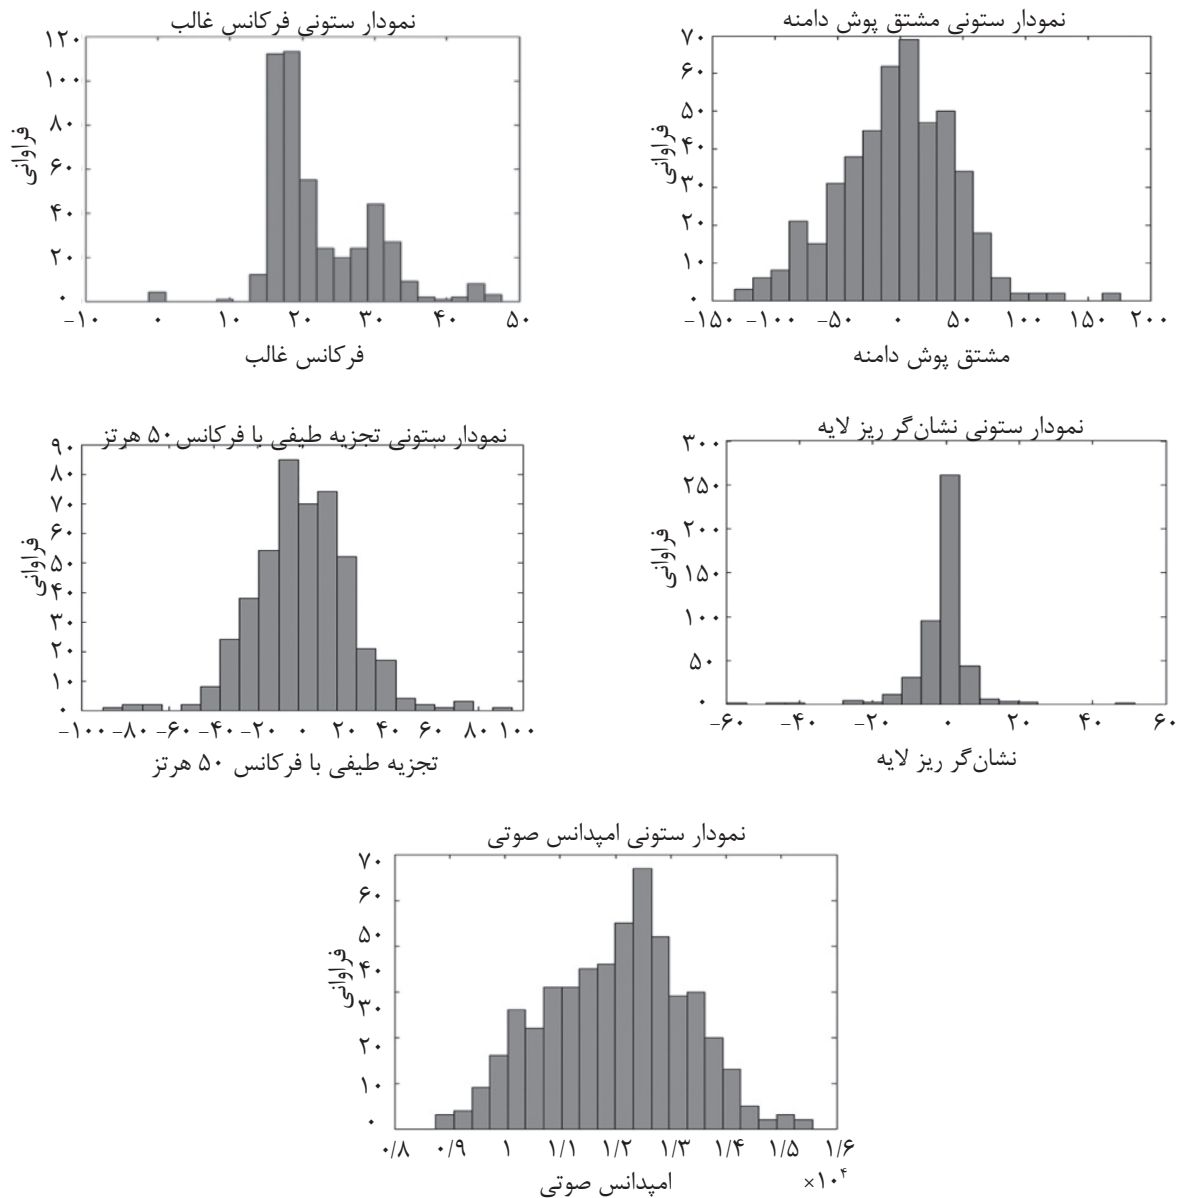 نمودار ستونی فرکانس غالب
۱۲۰
۱۰۰
۸۰
۶۰
۴۰
۲۰
۰
فراوانی
-۱۰ ۰ ۱۰ ۲۰ ۳۰ ۴۰ ۵۰
فرکانس غالب
نمودار ستونی مشتق پوش دامنه
۷۰
۶۰
۵۰
۴۰
۳۰
۲۰
۱۰
۰
فراوانی
-۱۵۰ -۱۰۰ -۵۰ ۰ ۵۰ ۱۰۰ ۱۵۰ ۲۰۰
مشتق پوش دامنه
نمودار ستونی تجزیه طیفی با فرکانس ۵۰ هرتز
۹۰
۸۰
۷۰
۶۰
۵۰
۴۰
۳۰
۲۰
۱۰
۰
فراوانی
-۱۰۰ -۸۰ -۶۰ -۴۰ -۲۰ ۰ ۲۰ ۴۰ ۶۰ ۸۰ ۱۰۰
تجزیه طیفی با فرکانس ۵۰ هرتز
نمودار ستونی نشان‌گر ریز لایه
۳۰۰
۲۵۰
۲۰۰
۱۵۰
۱۰۰
۵۰
۰
فراوانی
-۶۰ -۴۰ -۲۰ ۰ ۲۰ ۴۰ ۶۰
نشان‌گر ریز لایه
نمودار ستونی امپدانس صوتی
۷۰
۶۰
۵۰
۴۰
۳۰
۲۰
۱۰
۰
فراوانی
۰/۸ ۰/۹ ۱ ۱/۱ ۱/۲ ۱/۳ ۱/۴ ۱/۵ ۱/۶
امپدانس صوتی
×۱۰⁴